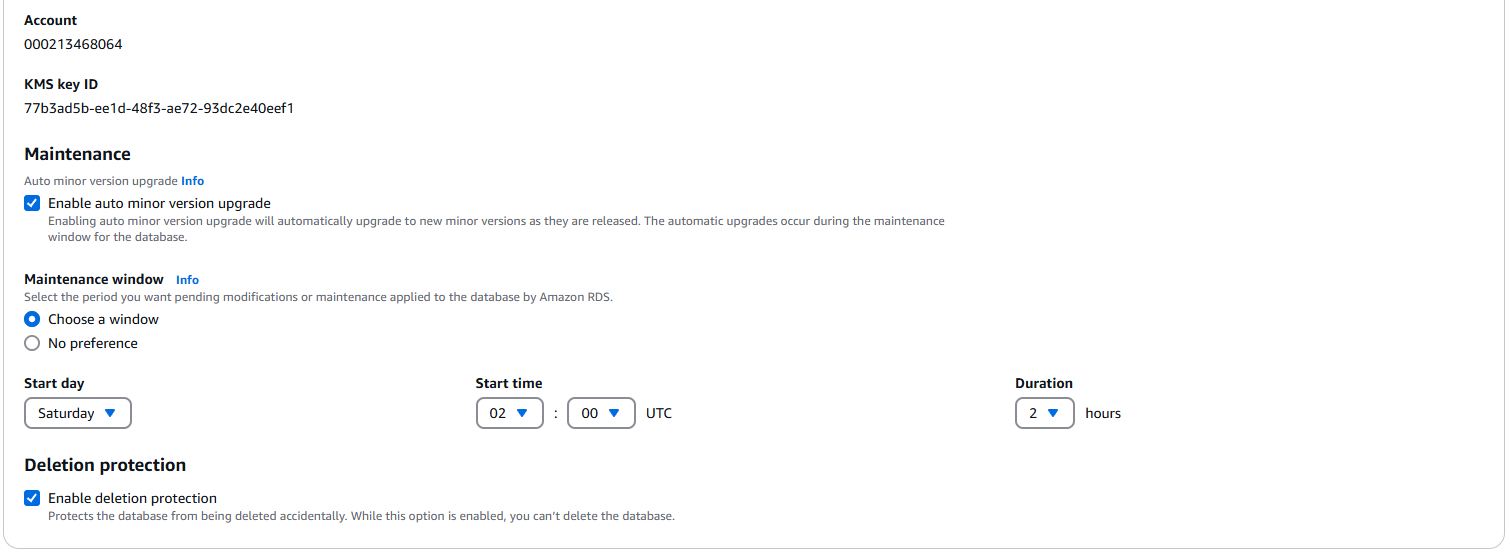 Account
000213468064
KMS key ID
77b3ad5b-ee1d-48f3-ae72-93dc2e40eef1
Maintenance
Auto minor version upgrade Info
Enable auto minor version upgrade
Enabling auto minor version upgrade will automatically upgrade to new minor versions as they are released. The automatic upgrades occur during the maintenance
window for the database.
Maintenance window Info
Select the period you want pending modifications or maintenance applied to the database by Amazon RDS.
Choose a window
No preference
Start day Start time Duration
Saturday 02 : 00 UTC 2 hours
Deletion protection
Enable deletion protection
Protects the database from being deleted accidentally. While this option is enabled, you can’t delete the database.